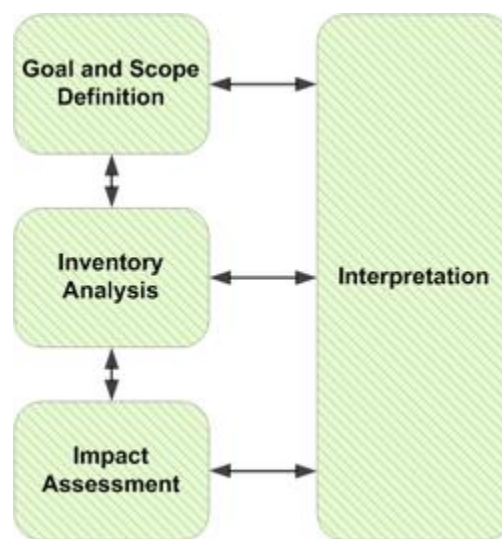 Goal and Scope
Definition
Inventory
Analysis
Interpretation
Impact
Assessment